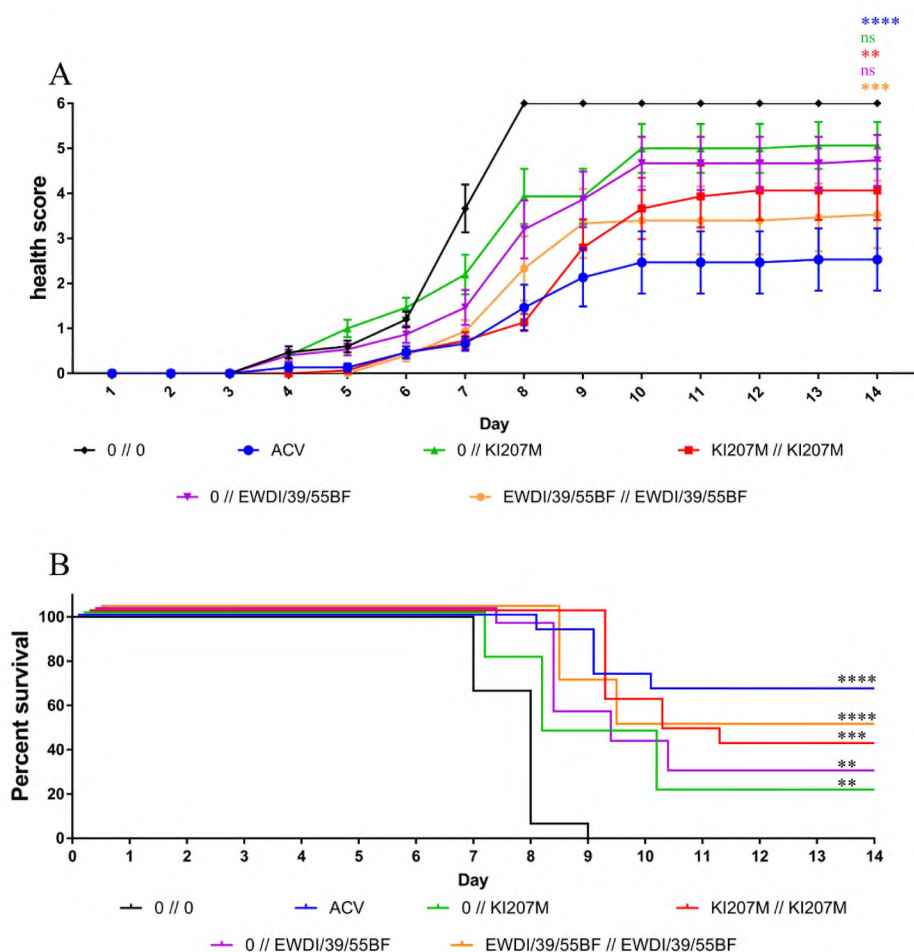 ****
ns
**
ns
***
A
health score
6
5
4
3
2
1
0
1 2 3 4 5 6 7 8 9 10 11 12 13 14
Day
0 // 0 ACV 0 // KI207M KI207M // KI207M
0 // EWDI/39/55BF EWDI/39/55BF // EWDI/39/55BF
B
Percent survival
100
80
60
40
20
0
****
****
***
**
**
0 1 2 3 4 5 6 7 8 9 10 11 12 13 14
Day
0 // 0 ACV 0 // KI207M KI207M // KI207M
0 // EWDI/39/55BF EWDI/39/55BF // EWDI/39/55BF